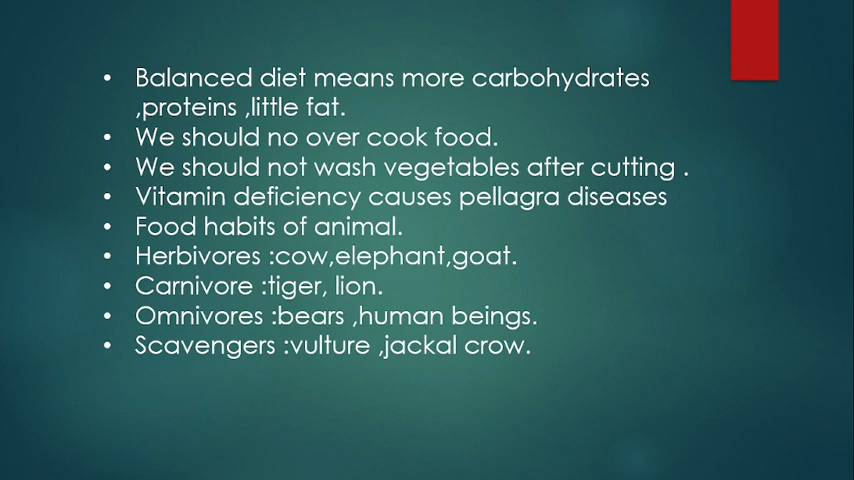 • Balanced diet means more carbohydrates
,proteins ,little fat.
• We should no over cook food.
• We should not wash vegetables after cutting .
• Vitamin deficiency causes pellagra diseases
• Food habits of animal.
• Herbivores :cow,elephant,goat.
• Carnivore :tiger, lion.
• Omnivores :bears ,human beings.
• Scavengers :vulture ,jackal crow.